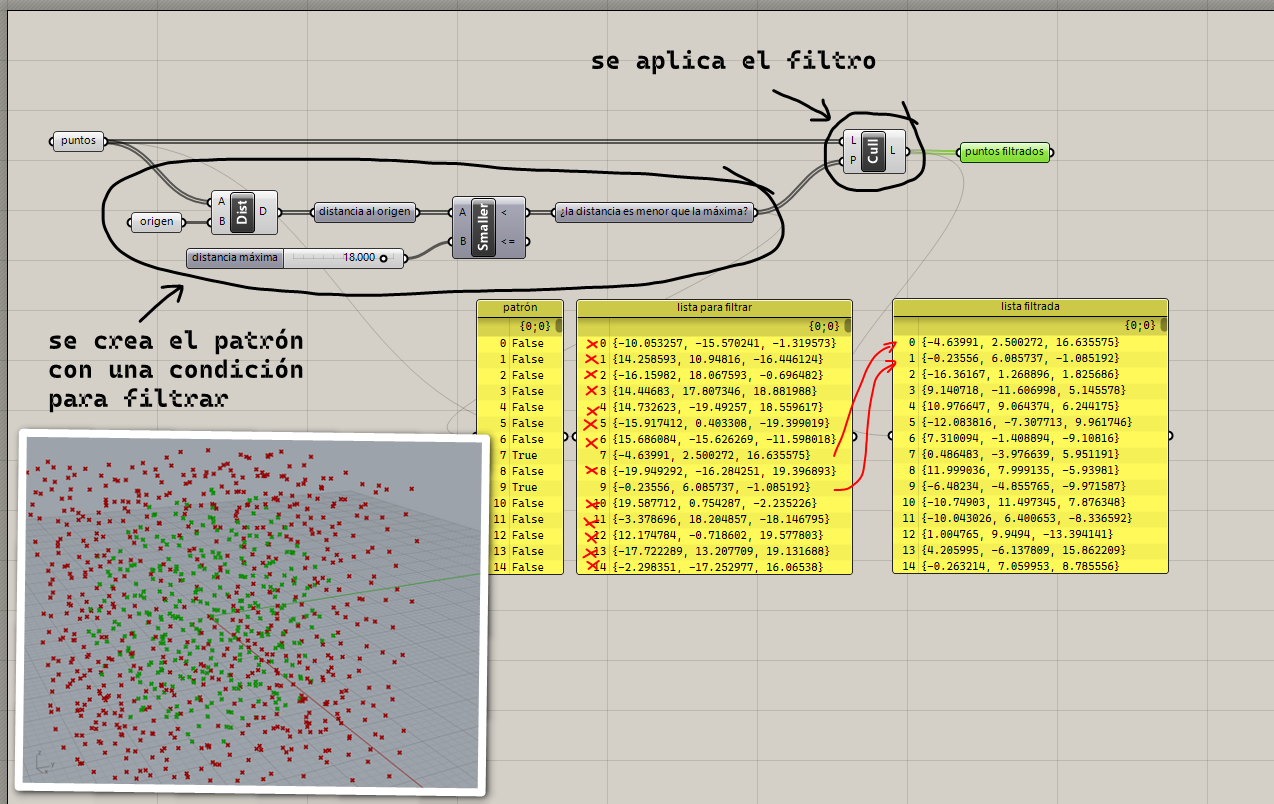 se aplica el filtro
puntos
L
P
Cull
L
puntos filtrados
A
B
Dist
D
origen
distancia al origen
A
B
Smaller
<
<=
¿la distancia es menor que la máxima?
distancia máxima
18.000
se crea el patrón
con una condición
para filtrar
patrón
{0;0}
0 False
1 False
2 False
3 False
4 False
5 False
6 False
7 True
8 False
9 True
10 False
11 False
12 False
13 False
14 False
lista para filtrar
{0;0}
0 {-10.053257, -15.570241, -1.319573}
1 {14.258593, 10.94816, -16.446124}
2 {-16.15982, 18.067593, -0.696482}
3 {14.44683, 17.807346, 18.881988}
4 {14.732623, -19.49257, 18.559617}
5 {-15.917412, 0.403308, -19.399019}
6 {15.686084, -15.626269, -11.598018}
7 {-4.63991, 2.500272, 16.635575}
8 {-19.949292, -16.284251, 19.396893}
9 {-0.23556, 6.085737, -1.085192}
10 {19.587712, 0.754287, -2.235226}
11 {-3.378696, 18.204857, -18.146795}
12 {12.174784, -0.718602, 19.577803}
13 {-17.722289, 13.207709, 19.131688}
14 {-2.298351, -17.252977, 16.06538}
lista filtrada
{0;0}
0 {-4.63991, 2.500272, 16.635575}
1 {-0.23556, 6.085737, -1.085192}
2 {-16.36167, 1.268896, 1.825686}
3 {9.140718, -11.606998, 5.145578}
4 {10.976647, 9.064374, 6.244175}
5 {-12.083816, -7.307713, 9.961746}
6 {7.310094, -1.408894, -9.10816}
7 {0.486483, -3.976639, 5.951191}
8 {11.999036, 7.999135, -5.93981}
9 {-6.48234, -4.855765, -9.971587}
10 {-10.74903, 11.497345, 7.876348}
11 {-10.043026, 6.400653, -8.336592}
12 {1.004765, 9.9494, -13.394141}
13 {4.205995, -6.137809, 15.862209}
14 {-0.263214, 7.059953, 8.785556}
z
y
x